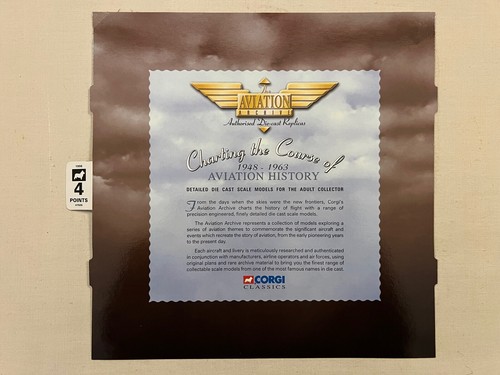 The
AVIATION
ARCHIVE
Authorised Die-cast Replicas
Charting the Course of
1948 - 1963
AVIATION HISTORY
DETAILED DIE CAST SCALE MODELS FOR THE ADULT COLLECTOR
From the days when the skies were the new frontiers, Corgi's
Aviation Archive charts the history of flight with a range of
precision engineered, finely detailed die cast scale models.
The Aviation Archive represents a collection of models exploring a
series of aviation themes to commemorate the significant aircraft and
events which recreate the story of aviation, from the early pioneering years
to the present day.
Each aircraft and livery is meticulously researched and authenticated
in conjunction with manufacturers, airline operators and air forces, using
original plans and rare archive material to bring you the finest range of
collectable scale models from one of the most famous names in die cast.
CORGI
CLASSICS
4
POINTS